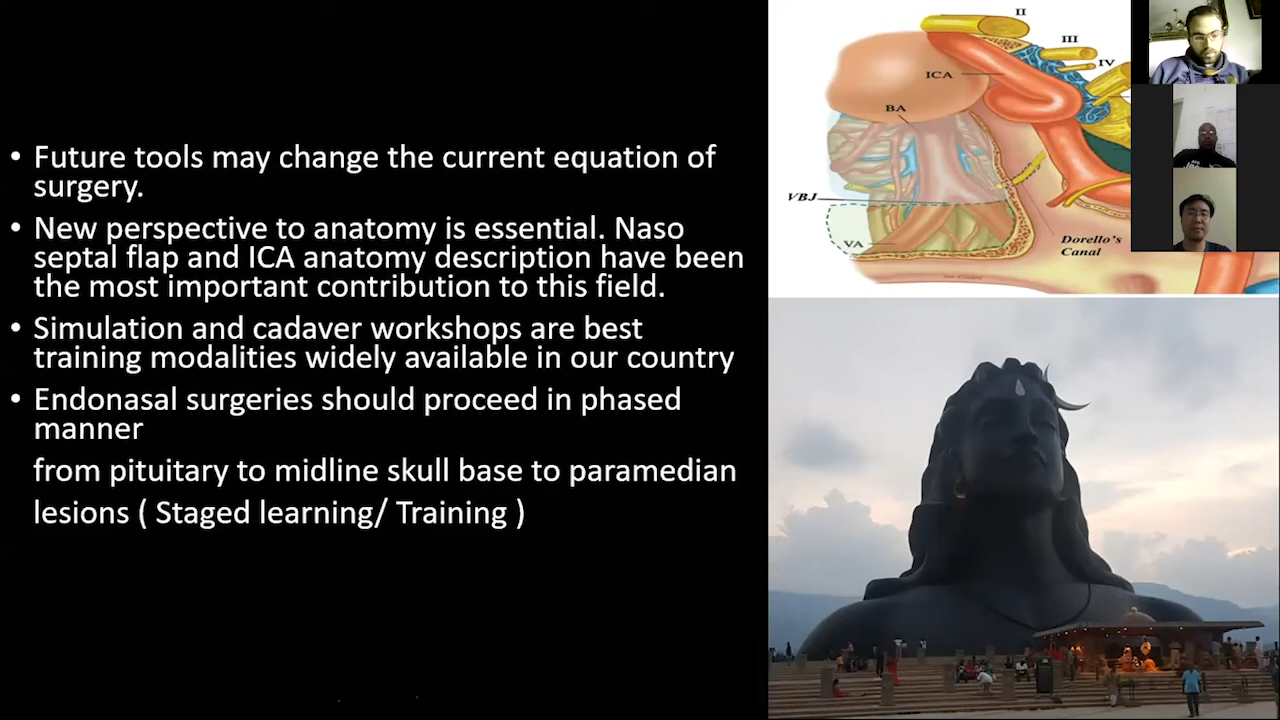 • Future tools may change the current equation of
surgery.
• New perspective to anatomy is essential. Naso
septal flap and ICA anatomy description have been
the most important contribution to this field.
• Simulation and cadaver workshops are best
training modalities widely available in our country
• Endonasal surgeries should proceed in phased
manner
from pituitary to midline skull base to paramedian
lesions ( Staged learning/ Training )
II
III
IV
ICA
BA
VBJ
VA
Dorello's
Canal